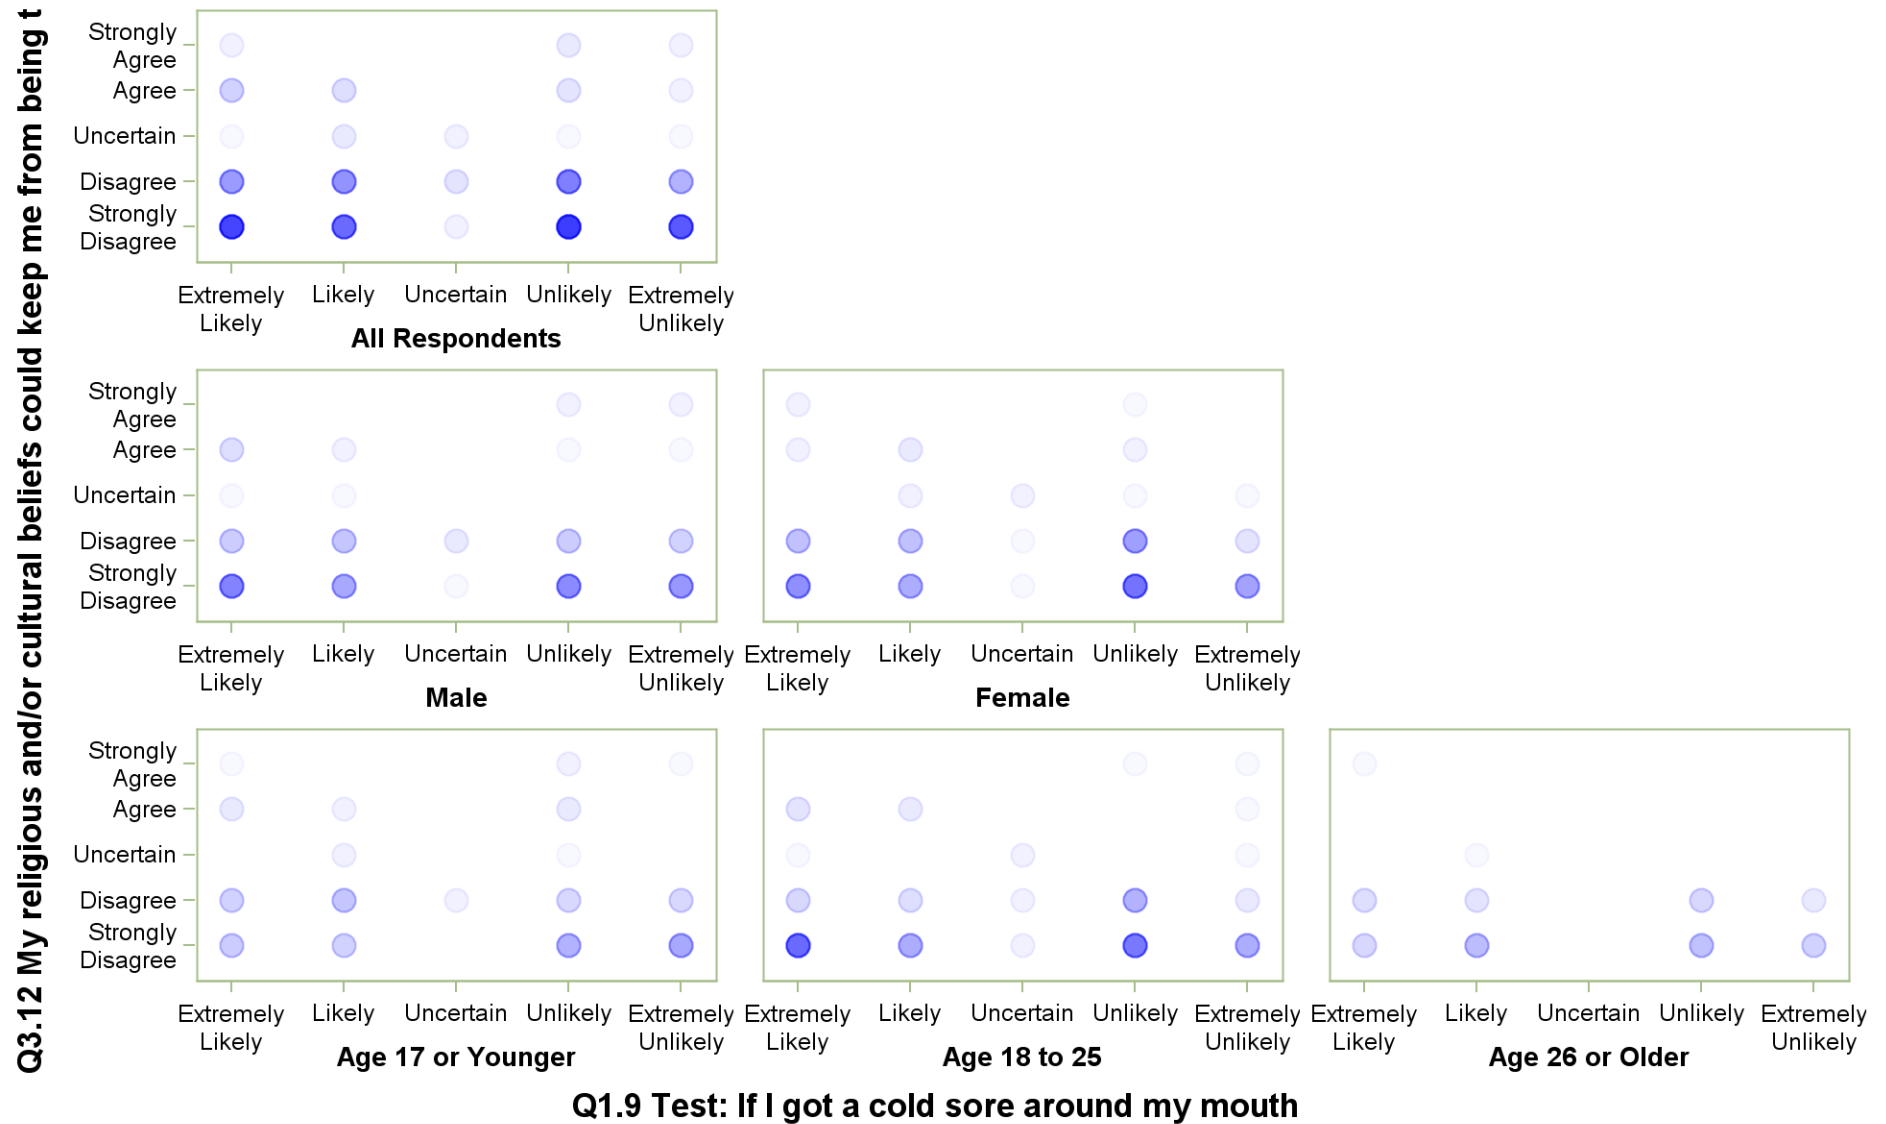 Q3.12 My religious and/or cultural beliefs could keep me from being t
Strongly
Agree
Agree
Uncertain
Disagree
Strongly
Disagree
Extremely Likely Uncertain Unlikely Extremely
Likely Unlikely
All Respondents
Strongly
Agree
Agree
Uncertain
Disagree
Strongly
Disagree
Extremely Likely Uncertain Unlikely Extremely Extremely Likely Uncertain Unlikely Extremely
Likely Unlikely Likely Unlikely
Male Female
Strongly
Agree
Agree
Uncertain
Disagree
Strongly
Disagree
Extremely Likely Uncertain Unlikely Extremely Extremely Likely Uncertain Unlikely Extremely Extremely Likely Uncertain Unlikely Extremely
Likely Unlikely Likely Unlikely Likely Unlikely
Age 17 or Younger Age 18 to 25 Age 26 or Older
Q1.9 Test: If I got a cold sore around my mouth